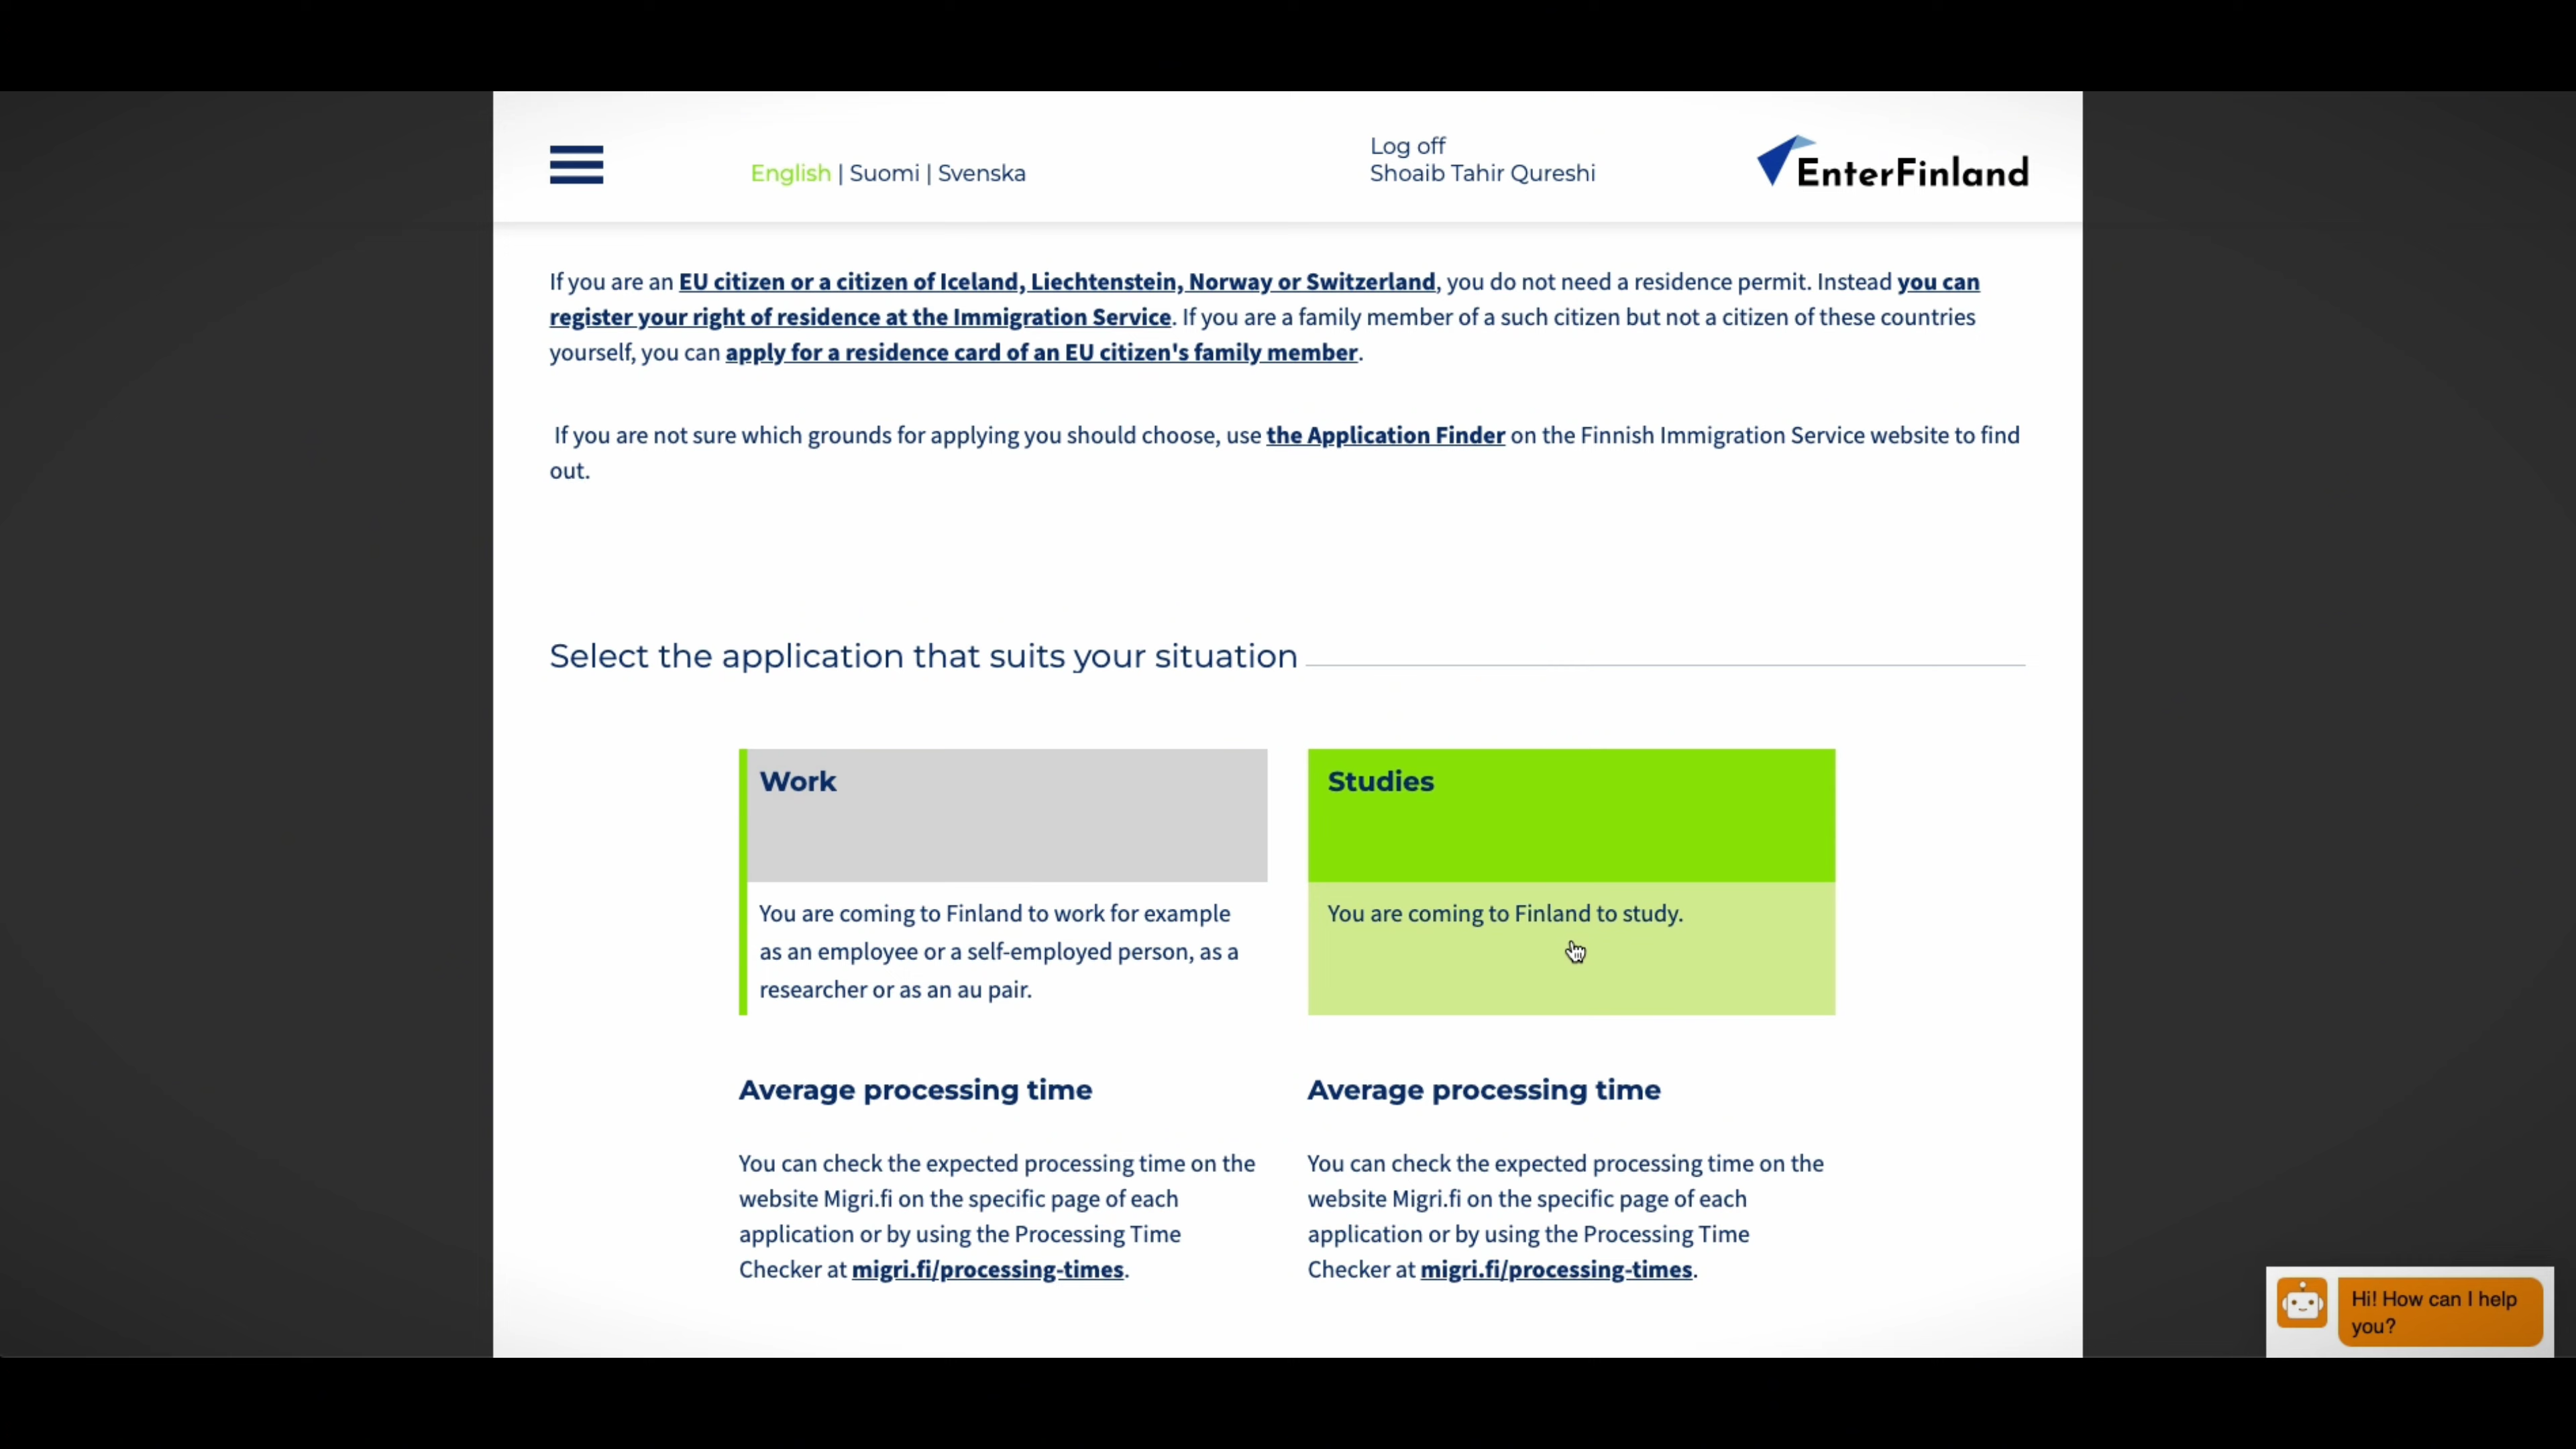 English | Suomi | Svenska
Log off
Shoaib Tahir Qureshi
EnterFinland
If you are an EU citizen or a citizen of Iceland, Liechtenstein, Norway or Switzerland, you do not need a residence permit. Instead you can
register your right of residence at the Immigration Service. If you are a family member of a such citizen but not a citizen of these countries
yourself, you can apply for a residence card of an EU citizen's family member.
If you are not sure which grounds for applying you should choose, use the Application Finder on the Finnish Immigration Service website to find
out.
Select the application that suits your situation
Work
You are coming to Finland to work for example
as an employee or a self-employed person, as a
researcher or as an au pair.
Average processing time
You can check the expected processing time on the
website Migri.fi on the specific page of each
application or by using the Processing Time
Checker at migri.fi/processing-times.
Studies
You are coming to Finland to study.
Average processing time
You can check the expected processing time on the
website Migri.fi on the specific page of each
application or by using the Processing Time
Checker at migri.fi/processing-times.
Hi! How can I help
you?